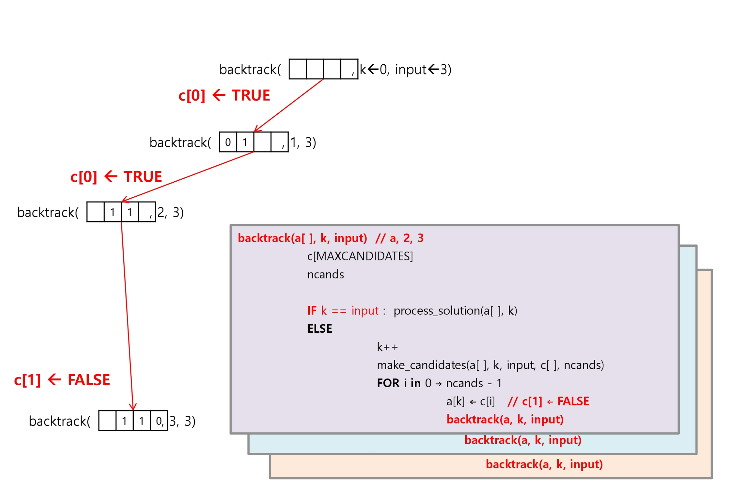 backtrack( , k←0, input←3)
c[0] ← TRUE
backtrack( 0 1 , 1, 3)
c[0] ← TRUE
backtrack( 1 1 , 2, 3)
backtrack(a[ ], k, input) // a, 2, 3
c[MAXCANDIDATES]
ncands
IF k == input : process_solution(a[ ], k)
ELSE
k++
make_candidates(a[ ], k, input, c[ ], ncands)
FOR i in 0 → ncands - 1
a[k] ← c[i] // c[1] ← FALSE
backtrack(a, k, input)
backtrack(a, k, input)
backtrack(a, k, input)
c[1] ← FALSE
backtrack( 1 1 0, 3, 3)